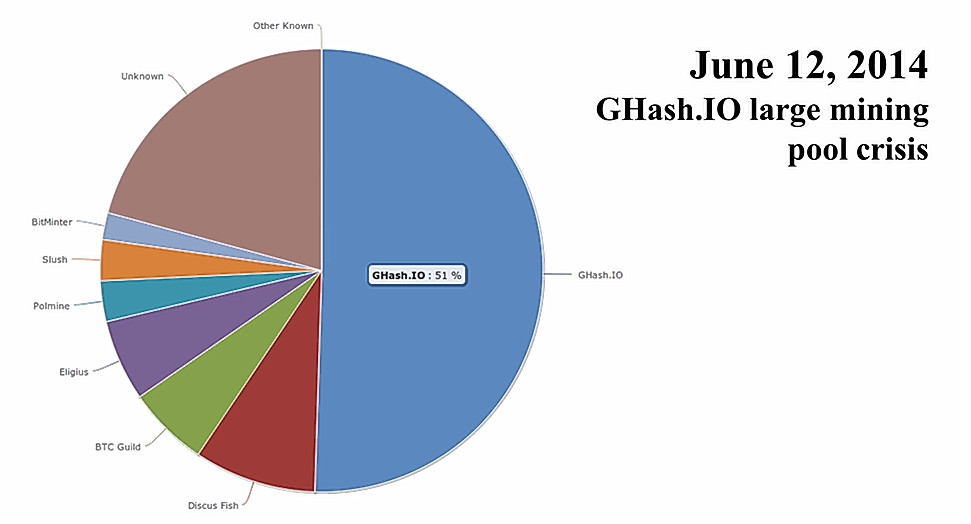 June 12, 2014
GHash.IO large mining
pool crisis
Other Known
Unknown
BitMinter
Slush
Polmine
Eligius
BTC Guild
Discus Fish
GHash.IO : 51 %
GHash.IO